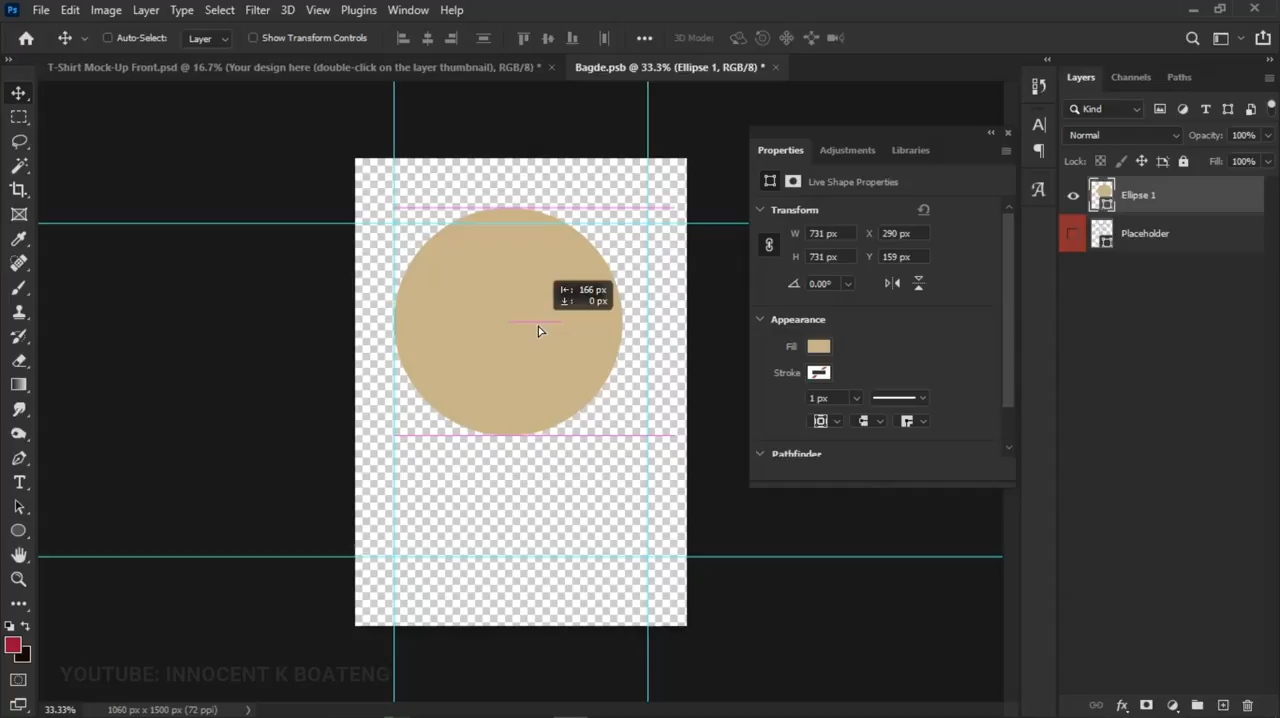 Ps File Edit Image Layer Type Select Filter 3D View Plugins Window Help
Auto-Select: Layer Show Transform Controls 3D Mode:
T-Shirt Mock-Up Front.psd @ 16.7% (Your design here (double-click on the layer thumbnail), RGB/8) * × Bagde.psb @ 33.3% (Ellipse 1, RGB/8) * ×
Layers Channels Paths
Kind
Normal Opacity: 100%
Lock: Fill: 100%
Ellipse 1
Placeholder
Properties Adjustments Libraries
Live Shape Properties
Transform
W 731 px X 290 px
H 731 px Y 159 px
0.00°
Appearance
Fill
Stroke
1 px
Pathfinder
166 px
0 px
YOUTUBE: INNOCENT K BOATENG
33.33% 1060 px x 1500 px (72 ppi)